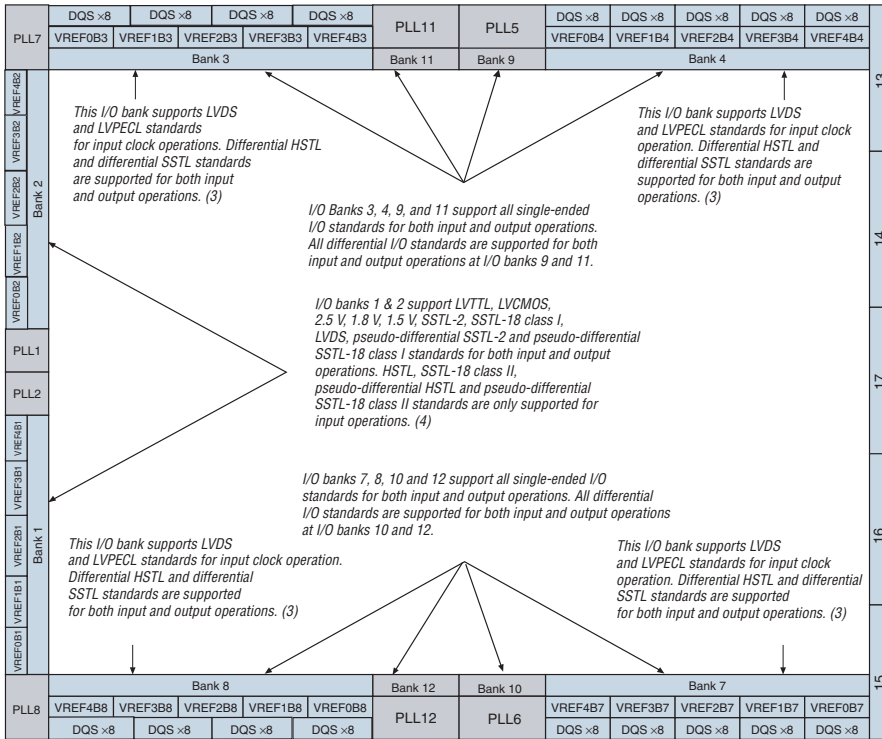 PLL7
DQS ×8 DQS ×8 DQS ×8 DQS ×8
VREF0B3 VREF1B3 VREF2B3 VREF3B3 VREF4B3
Bank 3
PLL11
Bank 11
PLL5
Bank 9
DQS ×8 DQS ×8 DQS ×8 DQS ×8 DQS ×8
VREF0B4 VREF1B4 VREF2B4 VREF3B4 VREF4B4
Bank 4
VREF4B2
VREF3B2
VREF2B2
VREF1B2
VREF0B2
Bank 2
PLL1
PLL2
VREF4B1
VREF3B1
VREF2B1
VREF1B1
VREF0B1
Bank 1
This I/O bank supports LVDS
and LVPECL standards
for input clock operations. Differential HSTL
and differential SSTL standards
are supported for both input
and output operations. (3)
This I/O bank supports LVDS
and LVPECL standards for input clock
operation. Differential HSTL and
differential SSTL standards are
supported for both input and output
operations. (3)
I/O Banks 3, 4, 9, and 11 support all single-ended
I/O standards for both input and output operations.
All differential I/O standards are supported for both
input and output operations at I/O banks 9 and 11.
I/O banks 1 & 2 support LVTTL, LVCMOS,
2.5 V, 1.8 V, 1.5 V, SSTL-2, SSTL-18 class I,
LVDS, pseudo-differential SSTL-2 and pseudo-differential
SSTL-18 class I standards for both input and output
operations. HSTL, SSTL-18 class II,
pseudo-differential HSTL and pseudo-differential
SSTL-18 class II standards are only supported for
input operations. (4)
I/O banks 7, 8, 10 and 12 support all single-ended I/O
standards for both input and output operations. All differential
I/O standards are supported for both input and output operations
at I/O banks 10 and 12.
This I/O bank supports LVDS
and LVPECL standards for input clock operation.
Differential HSTL and differential
SSTL standards are supported
for both input and output operations. (3)
This I/O bank supports LVDS
and LVPECL standards for input clock
operation. Differential HSTL and differential
SSTL standards are supported
for both input and output operations. (3)
13
14
17
16
15
PLL8
Bank 8
VREF4B8 VREF3B8 VREF2B8 VREF1B8 VREF0B8
DQS ×8 DQS ×8 DQS ×8 DQS ×8
Bank 12
PLL12
Bank 10
PLL6
Bank 7
VREF4B7 VREF3B7 VREF2B7 VREF1B7 VREF0B7
DQS ×8 DQS ×8 DQS ×8 DQS ×8 DQS ×8